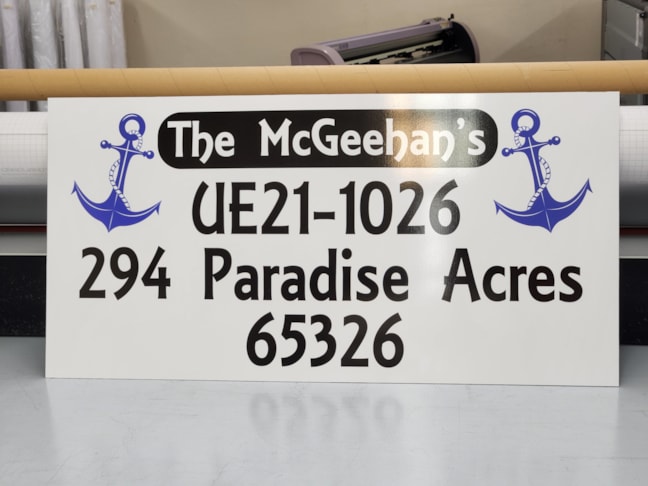 The McGeehan's
UE21-1026
294 Paradise Acres
65326